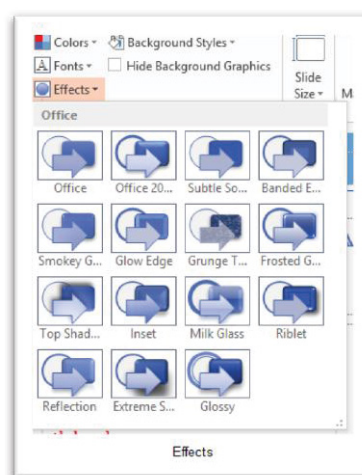 Colors Background Styles
A Fonts Hide Background Graphics
Effects
Slide
Size
M
Office
Office Office 20... Subtle So... Banded E...
Smokey G... Glow Edge Grunge T... Frosted G...
Top Shad... Inset Milk Glass Riblet
Reflection Extreme S... Glossy
Effects